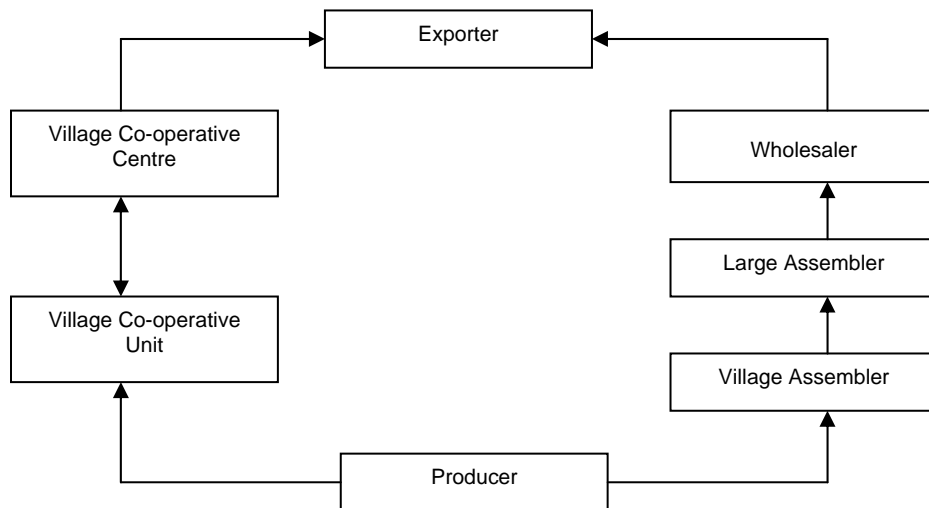 Exporter
Village Co-operative
Centre
Wholesaler
Large Assembler
Village Co-operative
Unit
Village Assembler
Producer